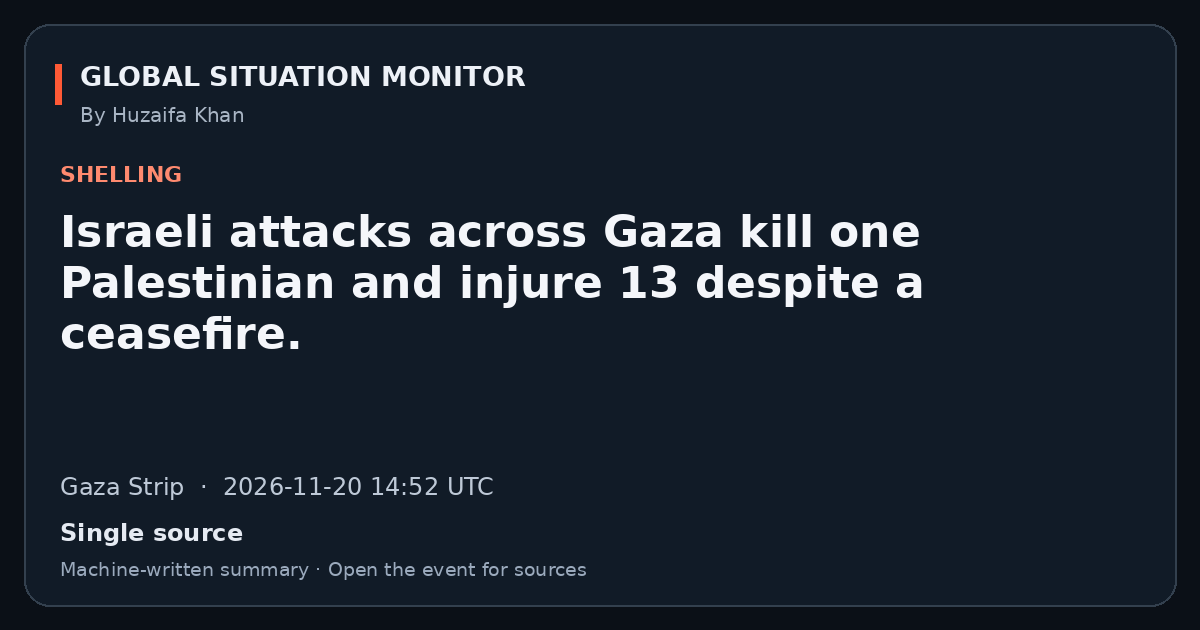 GLOBAL SITUATION MONITOR
By Huzaifa Khan
SHELLING
Israeli attacks across Gaza kill one
Palestinian and injure 13 despite a
ceasefire.
Gaza Strip · 2026-11-20 14:52 UTC
Single source
Machine-written summary · Open the event for sources